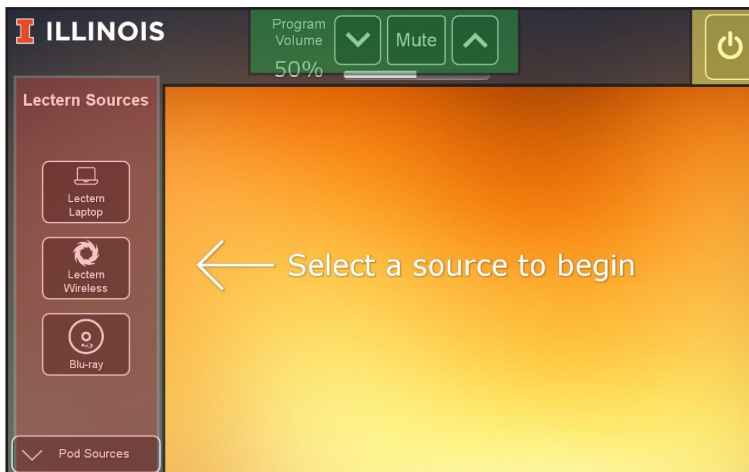 I ILLINOIS
Program
Volume
50%
Mute
Lectern Sources
Lectern
Laptop
Lectern
Wireless
Blu-ray
Select a source to begin
Pod Sources